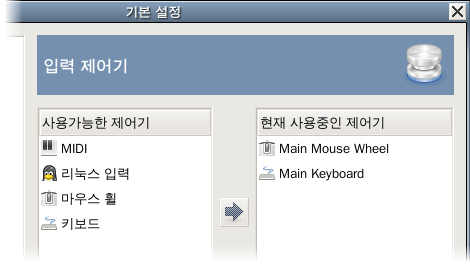 기본 설정
입력 제어기
사용가능한 제어기
MIDI
리눅스 입력
마우스 휠
키보드
현재 사용중인 제어기
Main Mouse Wheel
Main Keyboard